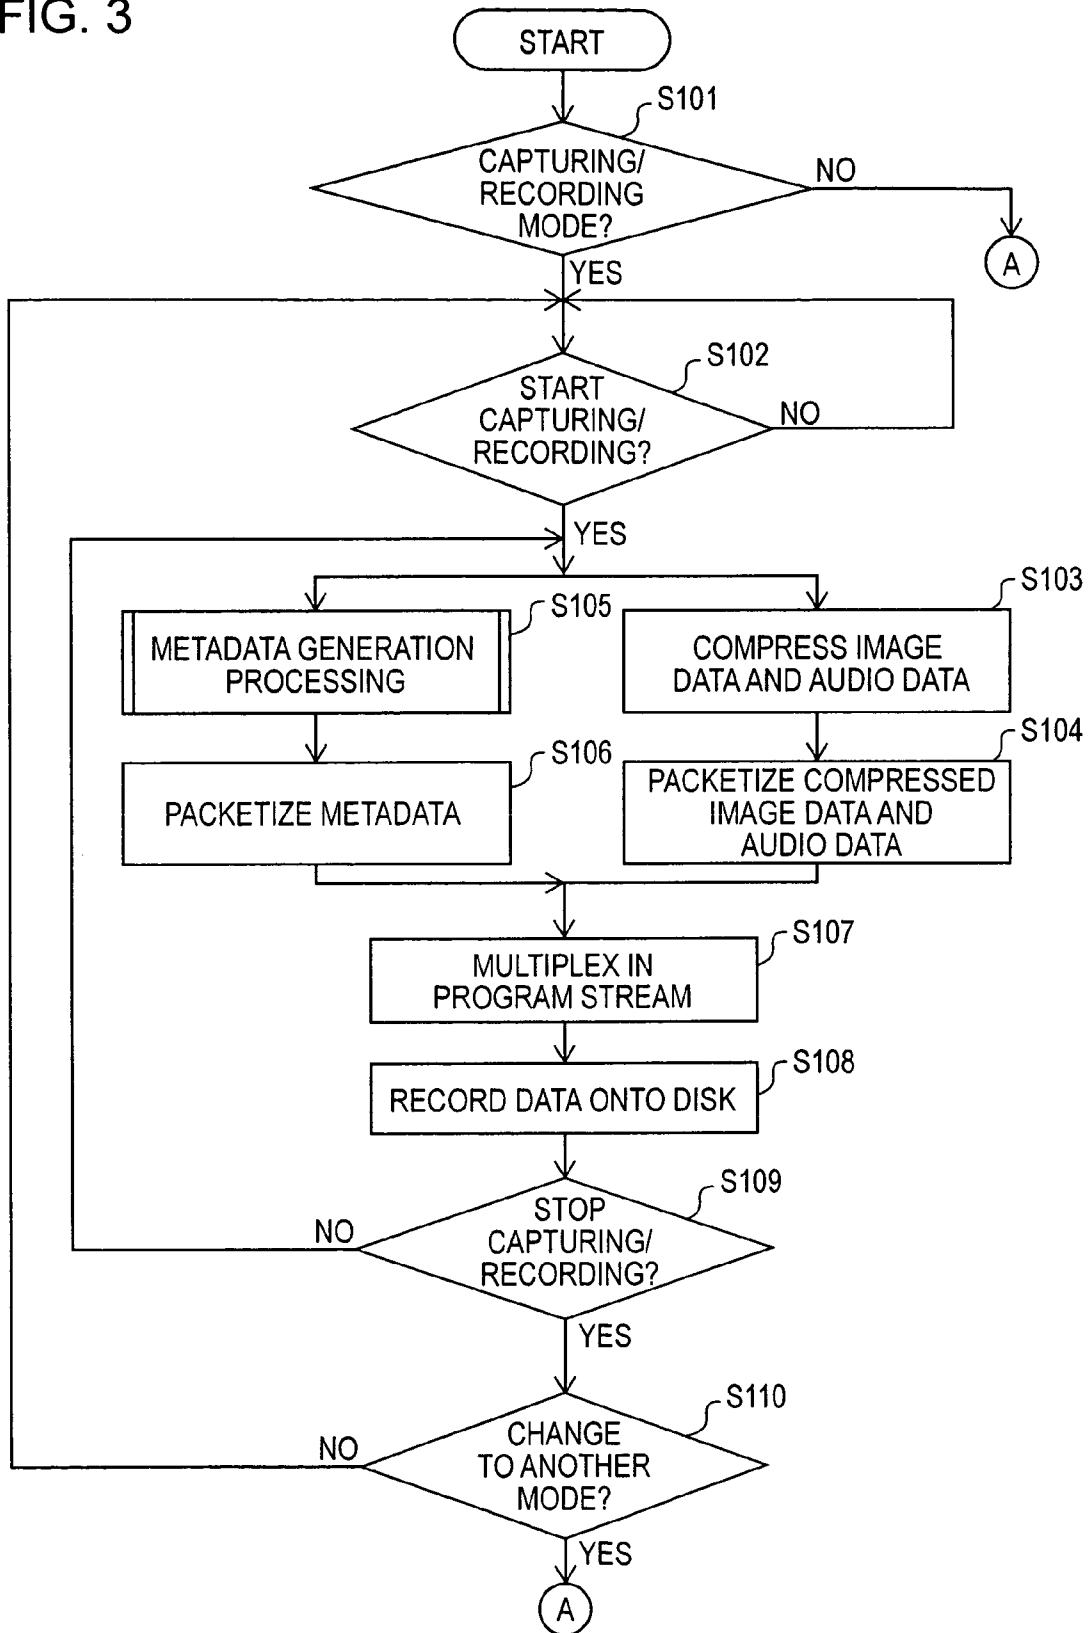 FIG. 3
START
S101
CAPTURING/
RECORDING
MODE?
NO
A
YES
S102
START
CAPTURING/
RECORDING?
NO
YES
S105
METADATA GENERATION
PROCESSING
S103
COMPRESS IMAGE
DATA AND AUDIO DATA
S106
PACKETIZE METADATA
S104
PACKETIZE COMPRESSED
IMAGE DATA AND
AUDIO DATA
S107
MULTIPLEX IN
PROGRAM STREAM
S108
RECORD DATA ONTO DISK
S109
STOP
CAPTURING/
RECORDING?
NO
YES
S110
CHANGE
TO ANOTHER
MODE?
NO
YES
A